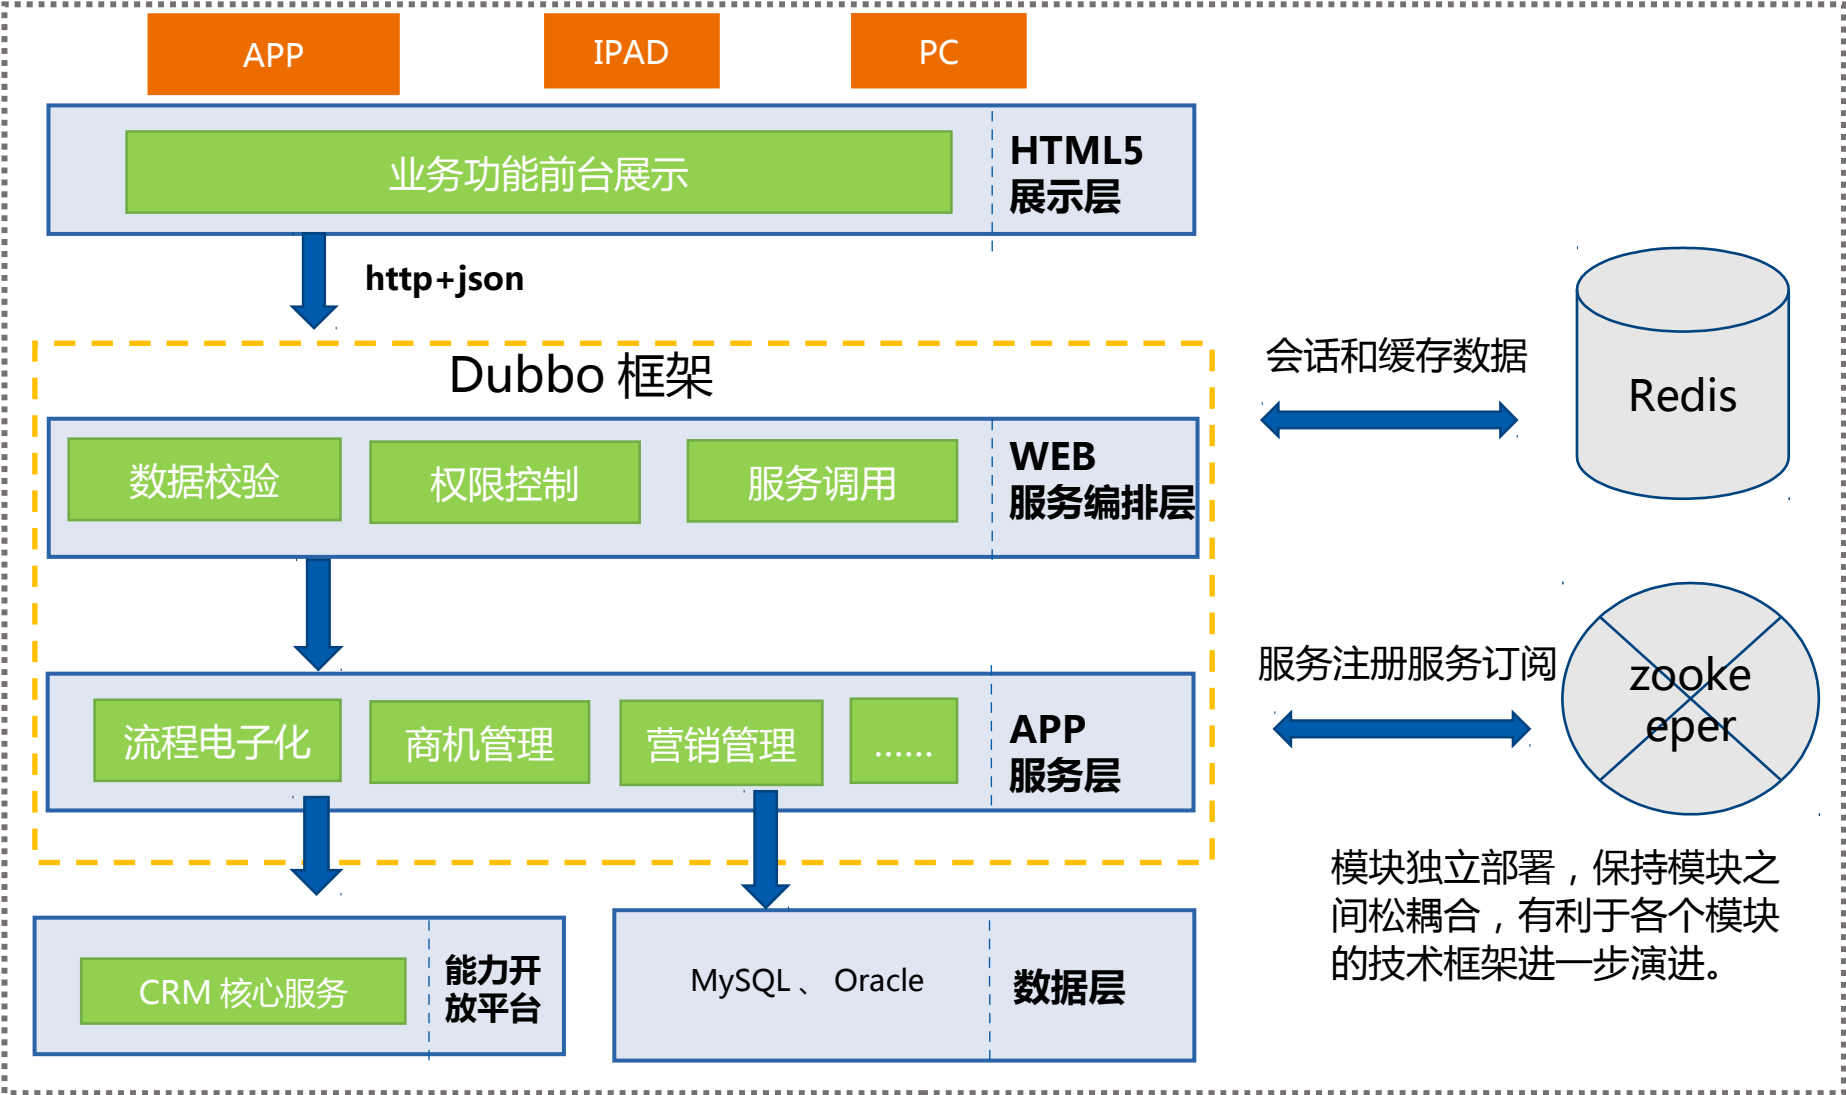 APP
IPAD
PC
业务功能前台展示
HTML5
展示层
http+json
Dubbo 框架
数据校验
权限控制
服务调用
WEB
服务编排层
会话和缓存数据
Redis
流程电子化
商机管理
营销管理
......
APP
服务层
服务注册服务订阅
zooke
eper
CRM 核心服务
能力开
放平台
MySQL 、 Oracle
数据层
模块独立部署，保持模块之
间松耦合，有利于各个模块
的技术框架进一步演进。